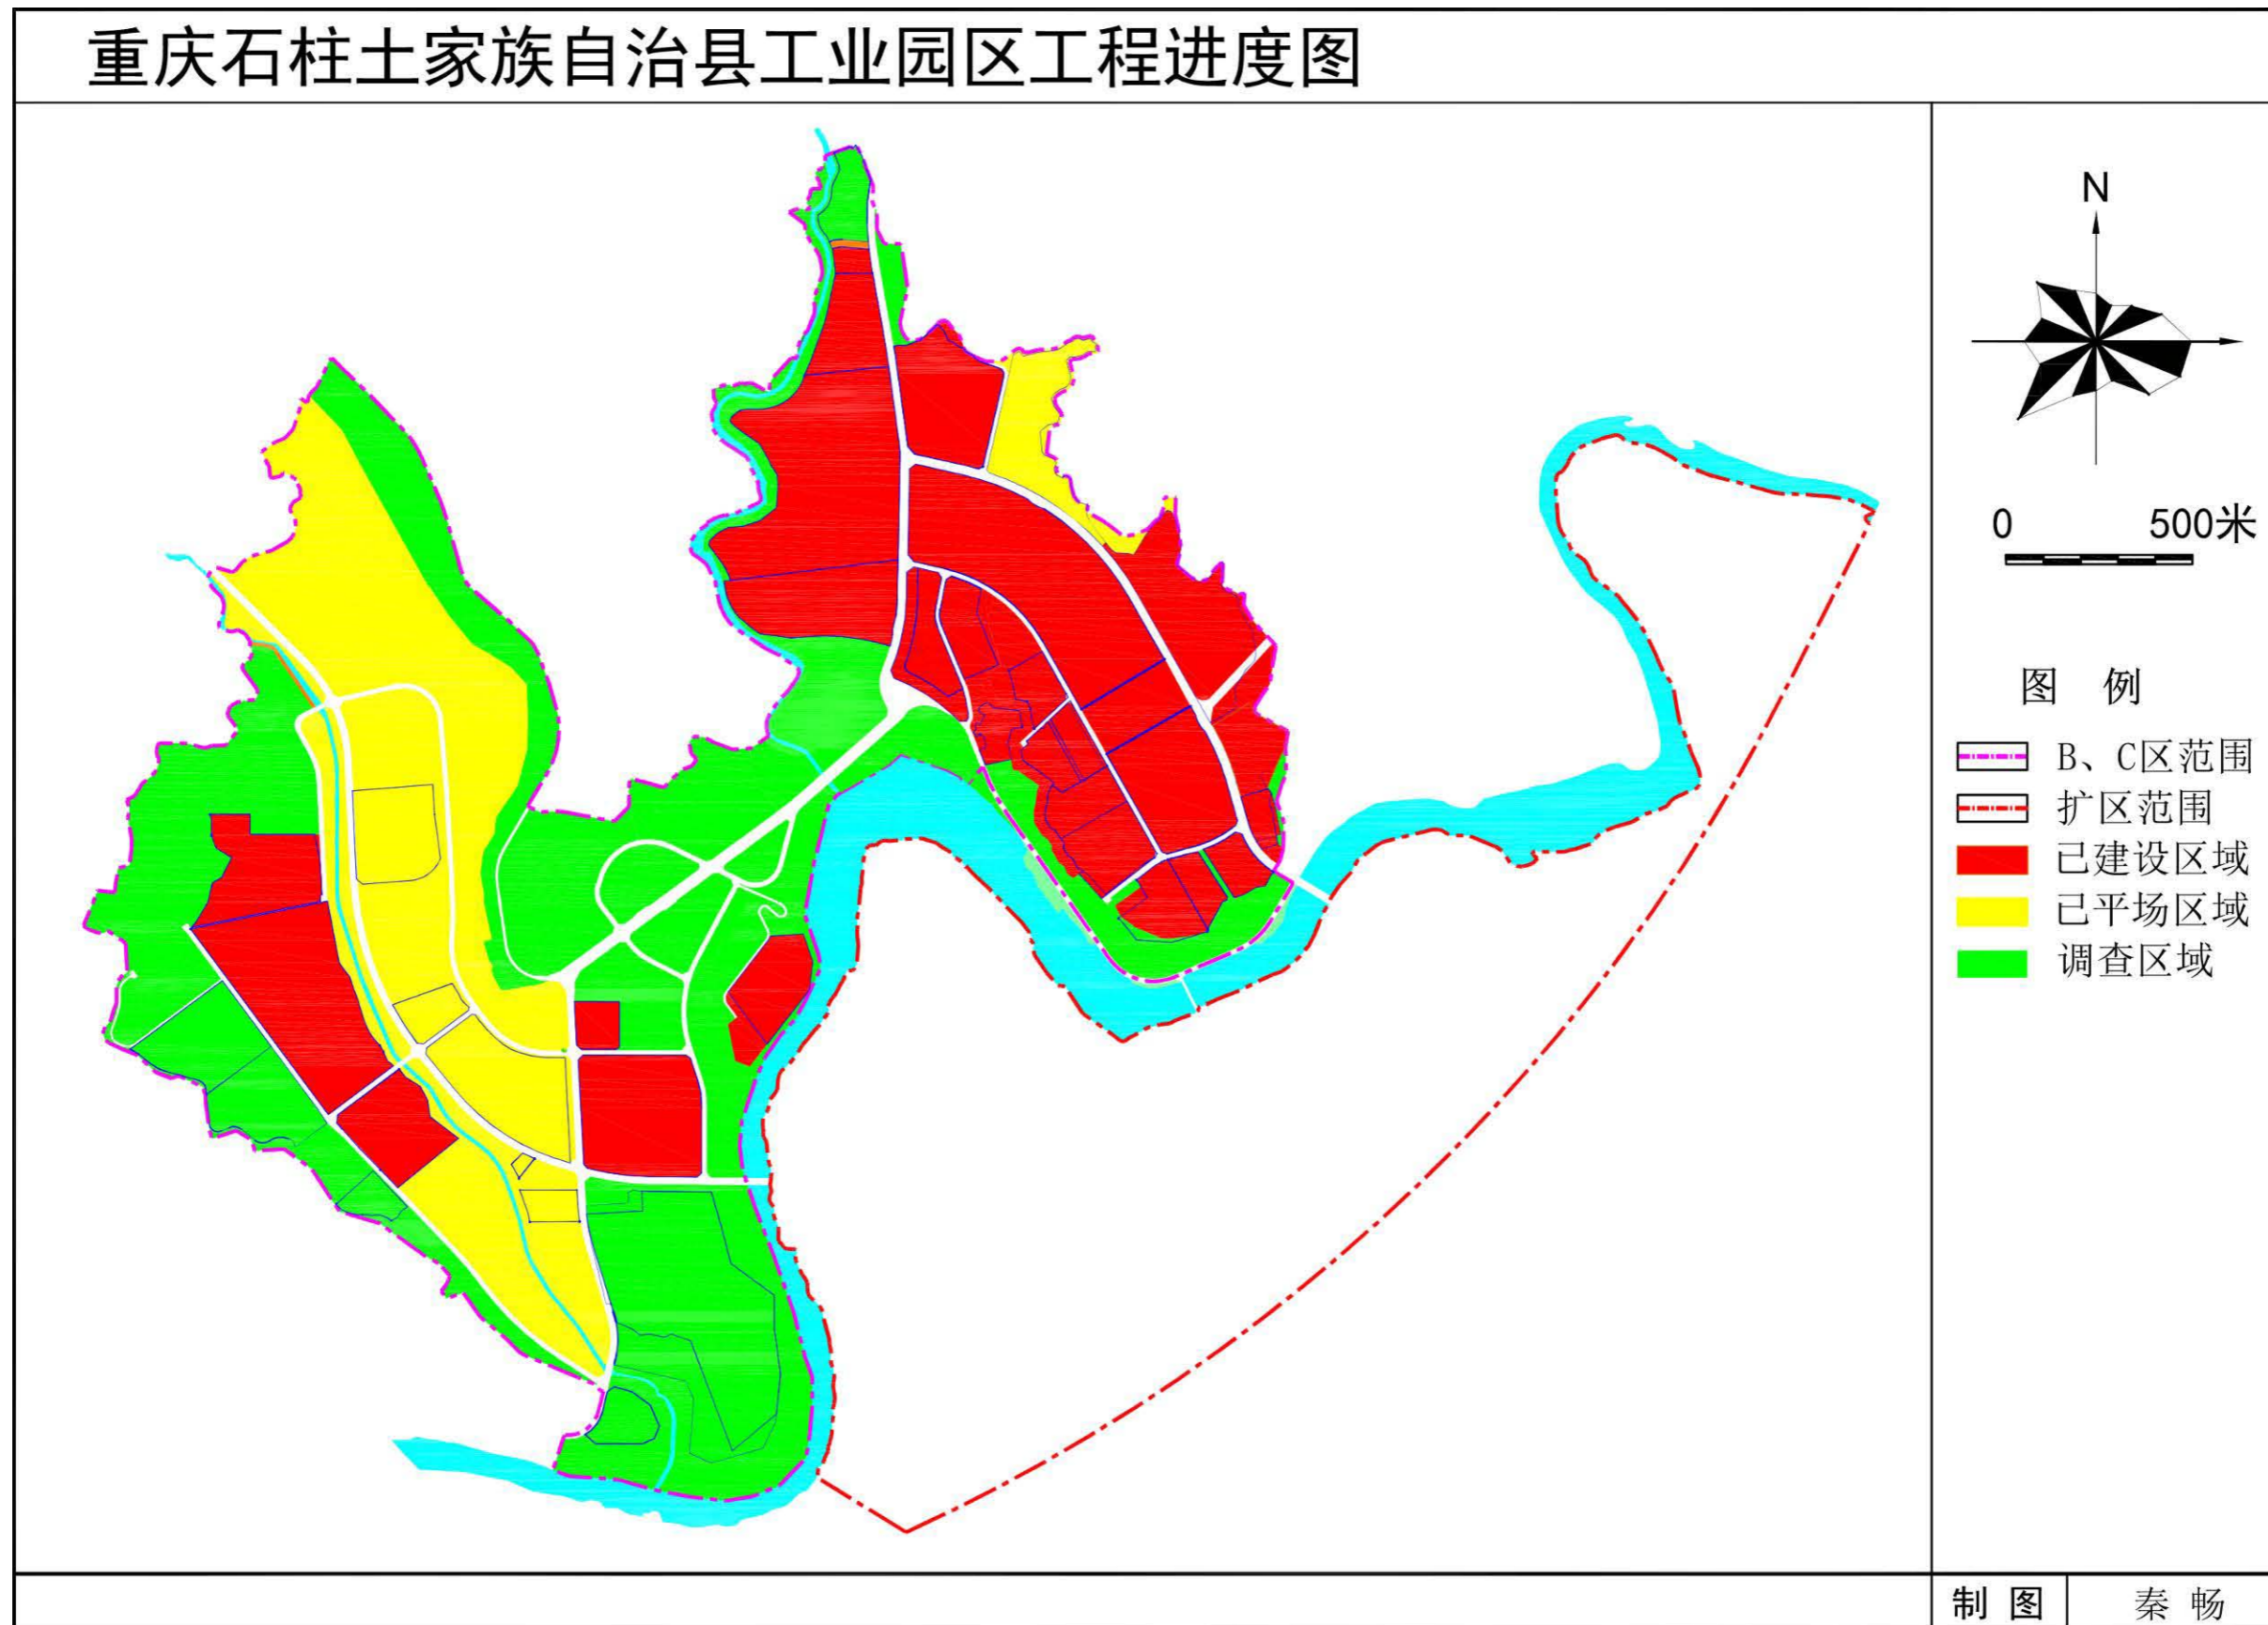 重庆石柱土家族自治县工业园区工程进度图
N
0 500米
图 例
B、C区范围
扩区范围
已建设区域
已平场区域
调查区域
制 图 秦 畅